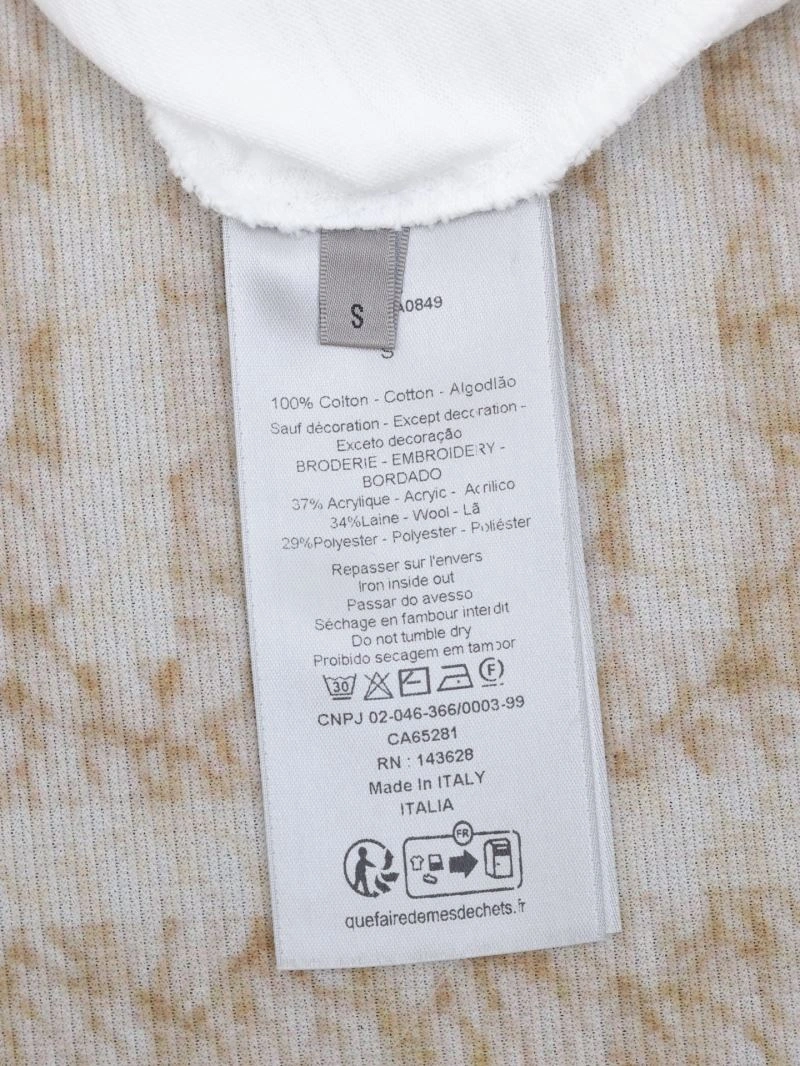 S
A0849
S
100% Colton - Cotton - Algodlão
Sauf décoration - Except decoration -
Exceto decoração
BRODERIE - EMBROIDERY -
BORDADO
37% Acrylique - Acryic - Acrilico
34%Laine - Wool - Lã
29%Polyester - Polyester - Poliéster
Repasser sur l'envers
Iron inside out
Passar do avesso
Séchage en fambour interdit
Do not tumble dry
Proibido secagem em tambor
30 F
CNPJ 02-046-366/0003-99
CA65281
RN : 143628
Made In ITALY
ITALIA
FR
quefairedemesdechets.fr